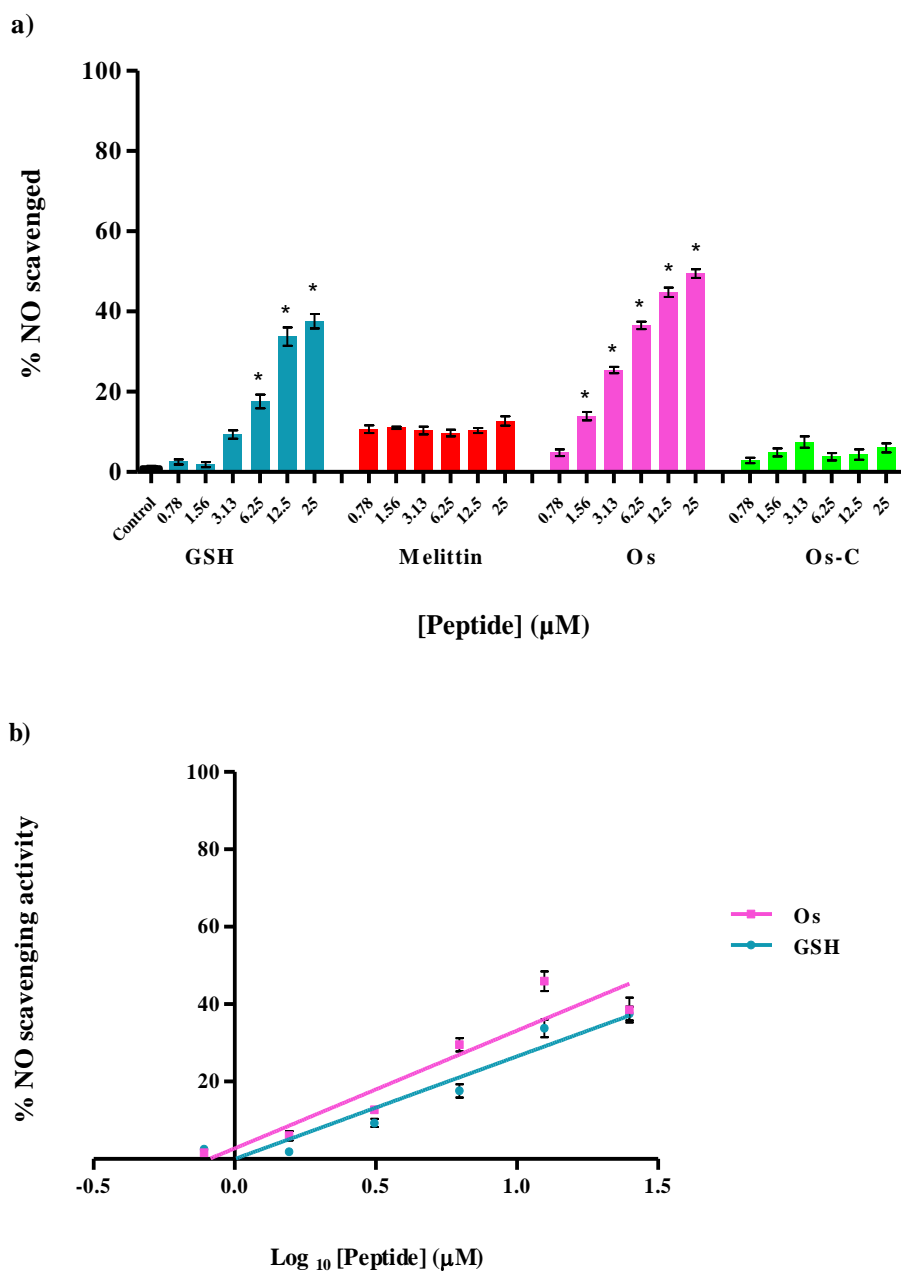 a)
100
80
60
40
20
0
% NO scavenged
* * * * * * * *
Control 0.78 1.56 3.13 6.25 12.5 25 0.78 1.56 3.13 6.25 12.5 25 0.78 1.56 3.13 6.25 12.5 25 0.78 1.56 3.13 6.25 12.5 25
GSH Melittin Os Os-C
[Peptide] (µM)
b)
100
80
60
40
20
% NO scavenging activity
Os
GSH
-0.5 0.0 0.5 1.0 1.5
Log 10 [Peptide] (µM)